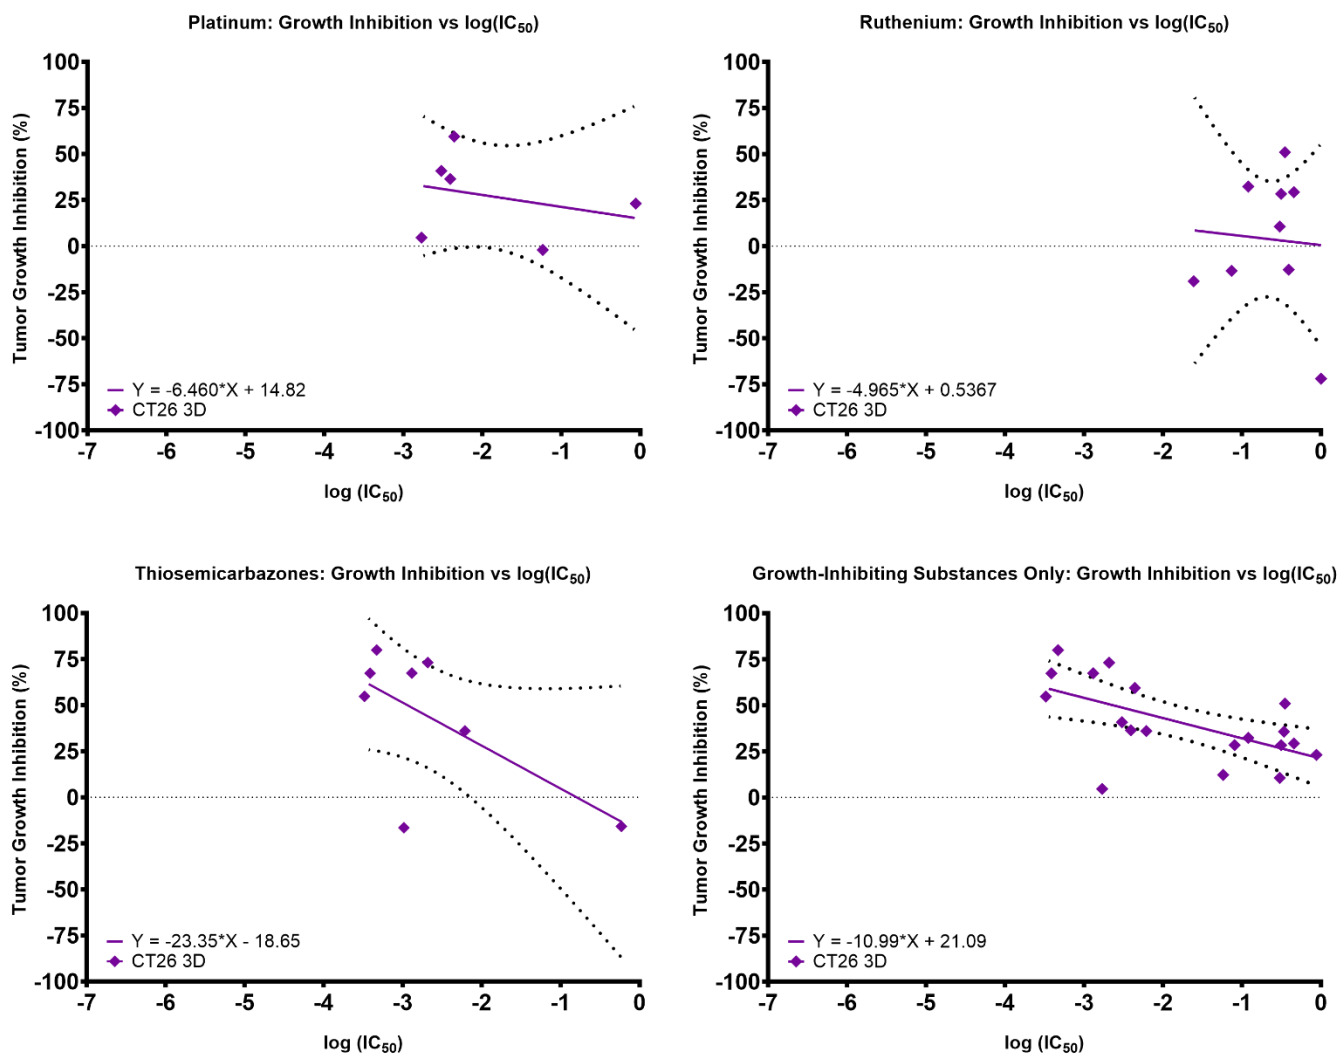 Platinum: Growth Inhibition vs log(IC50)
100
75
50
25
0
-25
-50
-75
-100
Tumor Growth Inhibition (%)
Y = -6.460*X + 14.82
CT26 3D
-7 -6 -5 -4 -3 -2 -1 0
log (IC50)
Ruthenium: Growth Inhibition vs log(IC50)
100
75
50
25
0
-25
-50
-75
-100
Tumor Growth Inhibition (%)
Y = -4.965*X + 0.5367
CT26 3D
-7 -6 -5 -4 -3 -2 -1 0
log (IC50)
Thiosemicarbazones: Growth Inhibition vs log(IC50)
100
75
50
25
0
-25
-50
-75
-100
Tumor Growth Inhibition (%)
Y = -23.35*X - 18.65
CT26 3D
-7 -6 -5 -4 -3 -2 -1 0
log (IC50)
Growth-Inhibiting Substances Only: Growth Inhibition vs log(IC50)
100
75
50
25
0
-25
-50
-75
-100
Tumor Growth Inhibition (%)
Y = -10.99*X + 21.09
CT26 3D
-7 -6 -5 -4 -3 -2 -1 0
log (IC50)